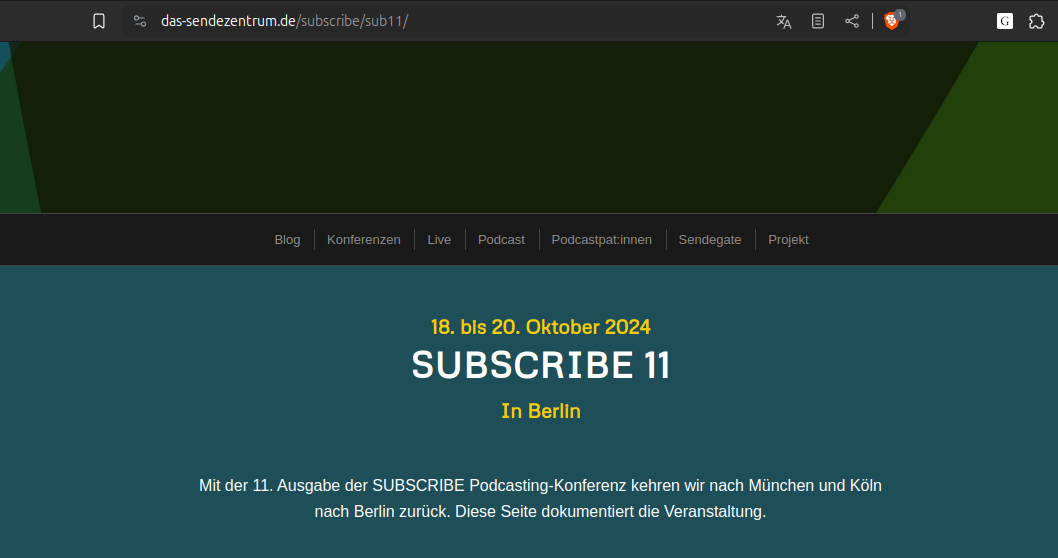 das-sendezentrum.de/subscribe/sub11/
1
G
Blog
Konferenzen
Live
Podcast
Podcastpat:innen
Sendegate
Projekt
18. bis 20. Oktober 2024
SUBSCRIBE 11
In Berlin
Mit der 11. Ausgabe der SUBSCRIBE Podcasting-Konferenz kehren wir nach München und Köln
nach Berlin zurück. Diese Seite dokumentiert die Veranstaltung.